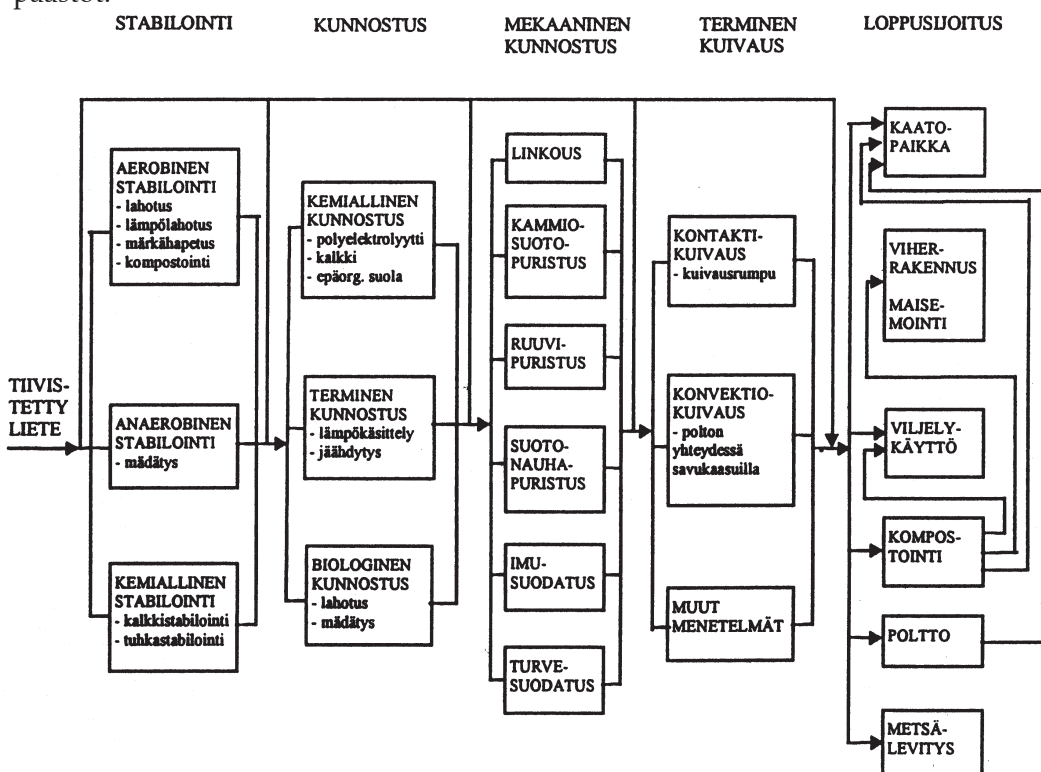 päästöt.
STABILOINTI
KUNNOSTUS
MEKAANINEN
KUNNOSTUS
TERMINEN
KUIVAUS
LOPPUSIJOITUS
TIIVIS-
TETTY
LIETE
AEROBINEN
STABILOINTI
- lahotus
- lämpölahotus
- märkähapetus
- kompostointi
ANAEROBINEN
STABILOINTI
- mädätys
KEMIALLINEN
STABILOINTI
- kalkkistabilointi
- tuhkastabilointi
KEMIALLINEN
KUNNOSTUS
- polyelektrolyytti
- kalkki
- epäorg. suola
TERMINEN
KUNNOSTUS
- lämpökäsittely
- jäähdytys
BIOLOGINEN
KUNNOSTUS
- lahotus
- mädätys
LINKOUS
KAMMIO-
SUOTO-
PURISTUS
RUUVI-
PURISTUS
SUOTO-
NAUHA-
PURISTUS
IMU-
SUODATUS
TURVE-
SUODATUS
KONTAKTI-
KUIVAUS
- kuivausrumpu
KONVEKTIO-
KUIVAUS
- polton
yhteydessä
savukaasuilla
MUUT
MENETELMÄT
KAATO-
PAIKKA
VIHER-
RAKENNUS
MAISE-
MOINTI
VILJELY-
KÄYTTÖ
KOMPOS-
TOINTI
POLTTO
METSÄ-
LEVITYS